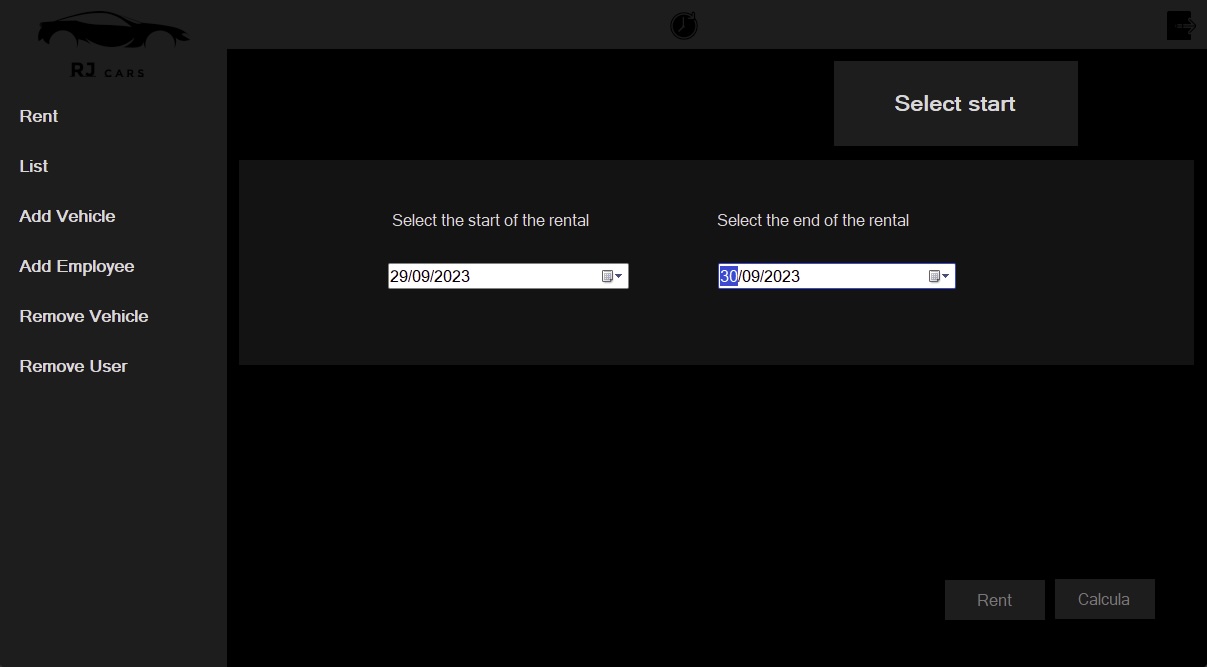 RJ CARS
Rent
List
Add Vehicle
Add Employee
Remove Vehicle
Remove User
Select start
Select the start of the rental
Select the end of the rental
29/09/2023
30/09/2023
Rent
Calcula